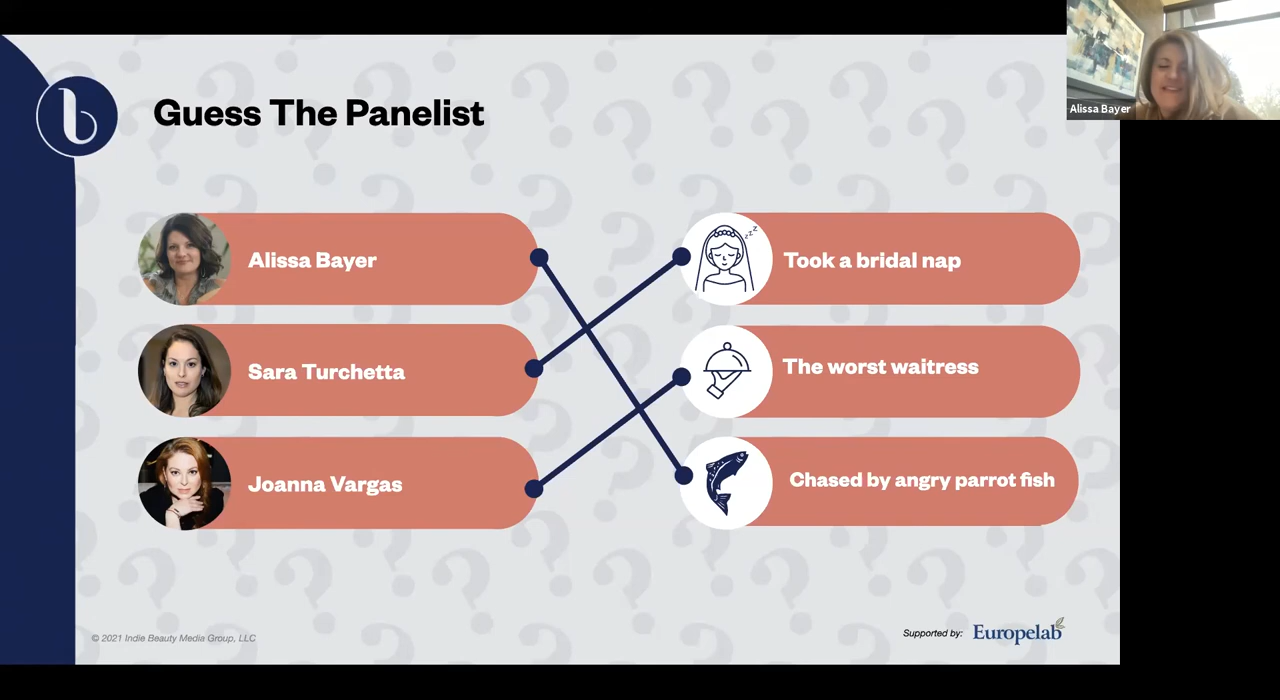 Alissa Bayer
Guess The Panelist
Alissa Bayer
Took a bridal nap
Sara Turchetta
The worst waitress
Joanna Vargas
Chased by angry parrot fish
© 2021 Indie Beauty Media Group, LLC
Supported by: Europelab